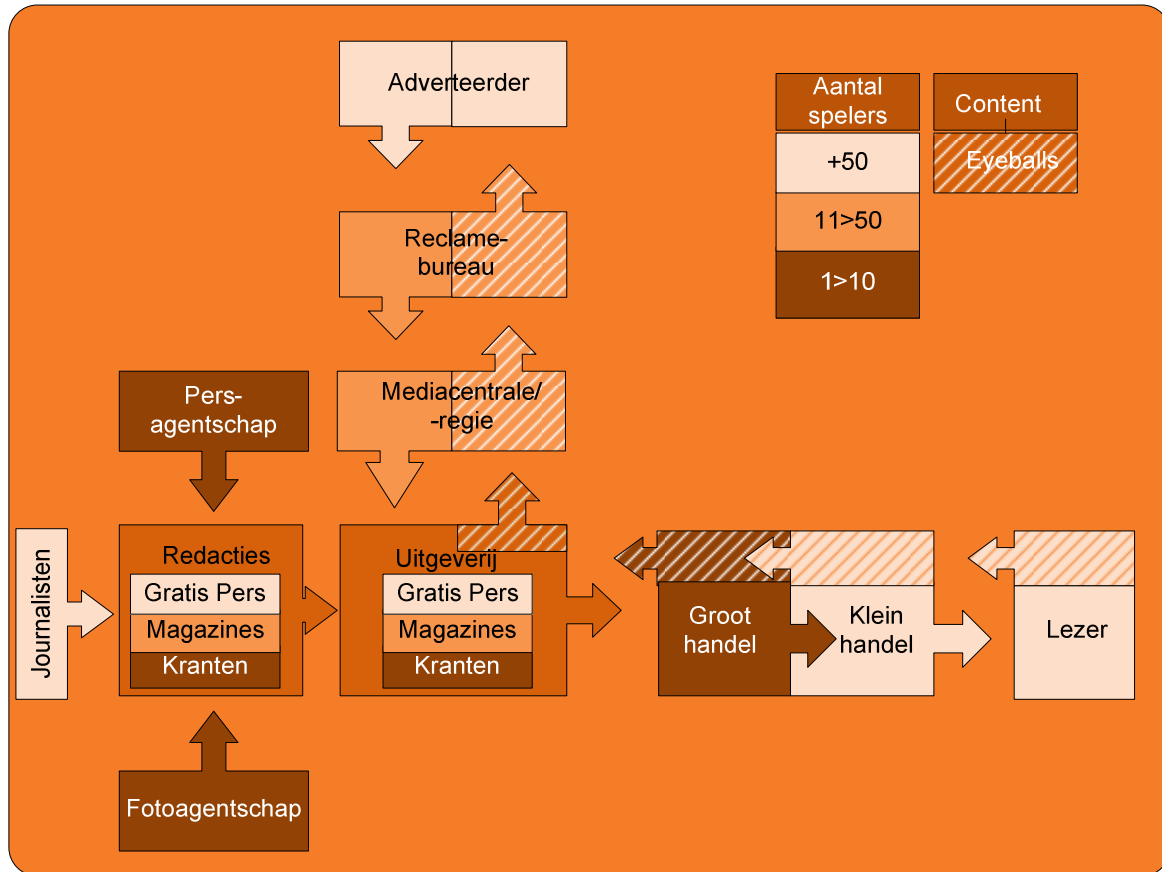 Adverteerder
Aantal
spelers
Content
+50
Eyeballs
11>50
1>10
Reclame-
bureau
Mediacentrale/
-regie
Pers-
agentschap
Journalisten
Redacties
Gratis Pers
Magazines
Kranten
Uitgeverij
Gratis Pers
Magazines
Kranten
Groot
handel
Klein
handel
Lezer
Fotoagentschap